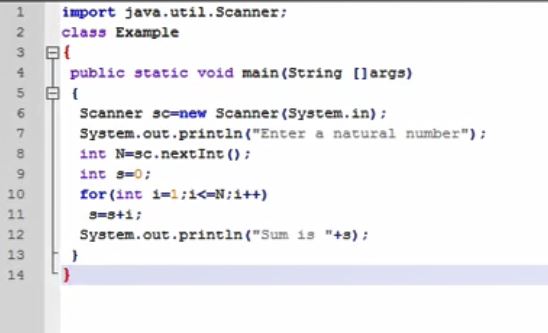 1 import java.util.Scanner;
2 class Example
3 {
4 public static void main(String []args)
5 {
6 Scanner sc=new Scanner(System.in);
7 System.out.println("Enter a natural number");
8 int N=sc.nextInt();
9 int s=0;
10 for(int i=1;i<=N;i++)
11 s=s+i;
12 System.out.println("Sum is "+s);
13 }
14 }